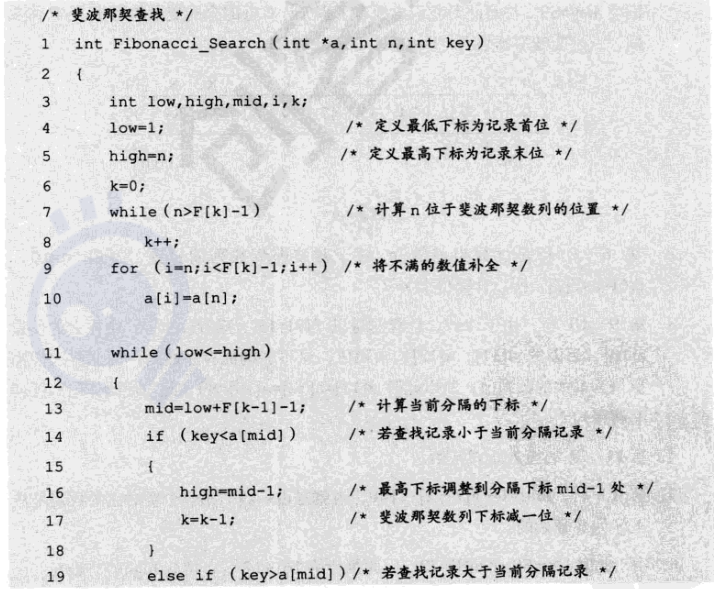 /* 斐波那契查找 */
1 int Fibonacci_Search(int *a,int n,int key)
2 {
3 int low,high,mid,i,k;
4 low=1; /* 定义最低下标为记录首位 */
5 high=n; /* 定义最高下标为记录末位 */
6 k=0;
7 while(n>F[k]-1) /* 计算n位于斐波那契数列的位置 */
8 k++;
9 for (i=n;i<F[k]-1;i++) /* 将不满的数值补全 */
10 a[i]=a[n];
11 while(low<=high)
12 {
13 mid=low+F[k-1]-1; /* 计算当前分隔的下标 */
14 if (key<a[mid]) /* 若查找记录小于当前分隔记录 */
15 {
16 high=mid-1; /* 最高下标调整到分隔下标mid-1处 */
17 k=k-1; /* 斐波那契数列下标减一位 */
18 }
19 else if (key>a[mid])/* 若查找记录大于当前分隔记录 */